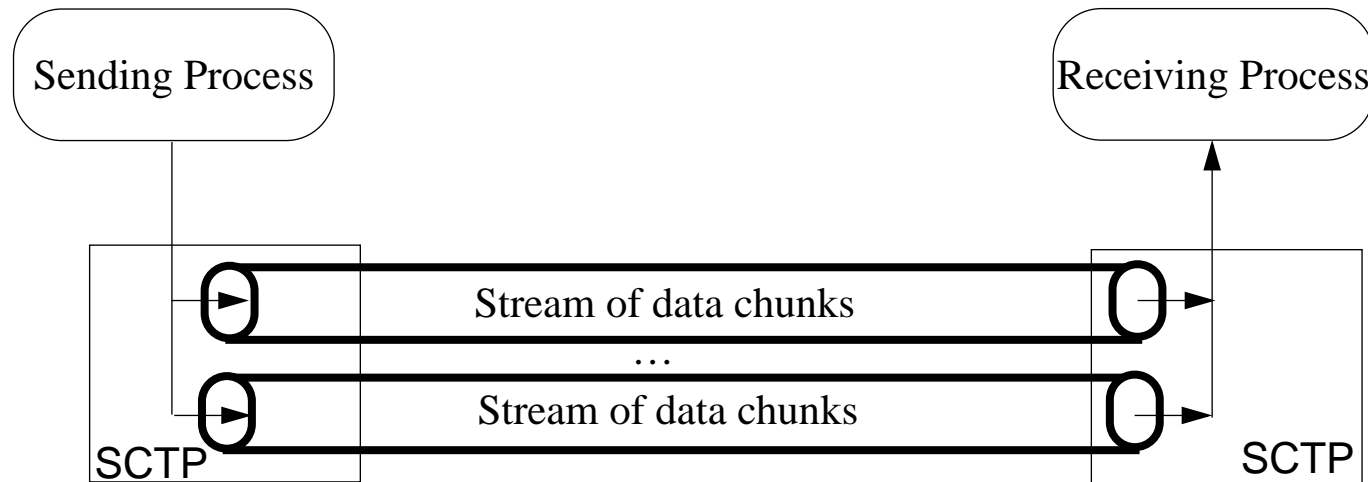 Sending Process
Receiving Process
Stream of data chunks
…
Stream of data chunks
SCTP
SCTP